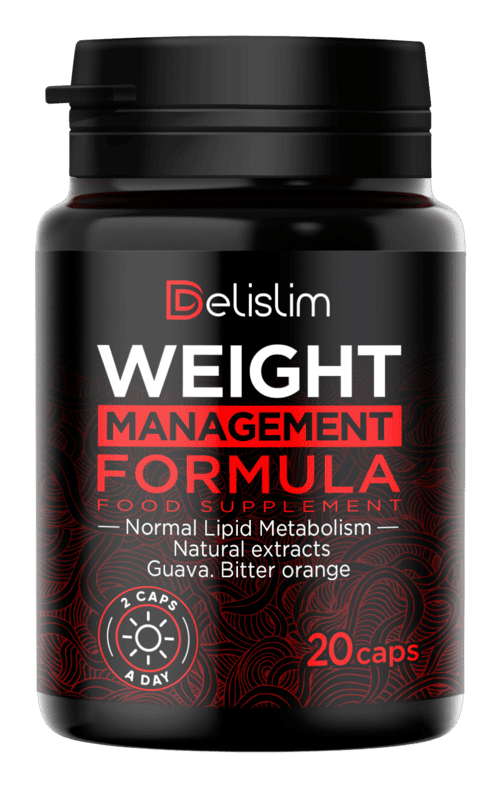 Delislim
WEIGHT
MANAGEMENT
FORMULA
FOOD SUPPLEMENT
Normal Lipid Metabolism
Natural extracts
Guava. Bitter orange
2 CAPS
A DAY
20 caps